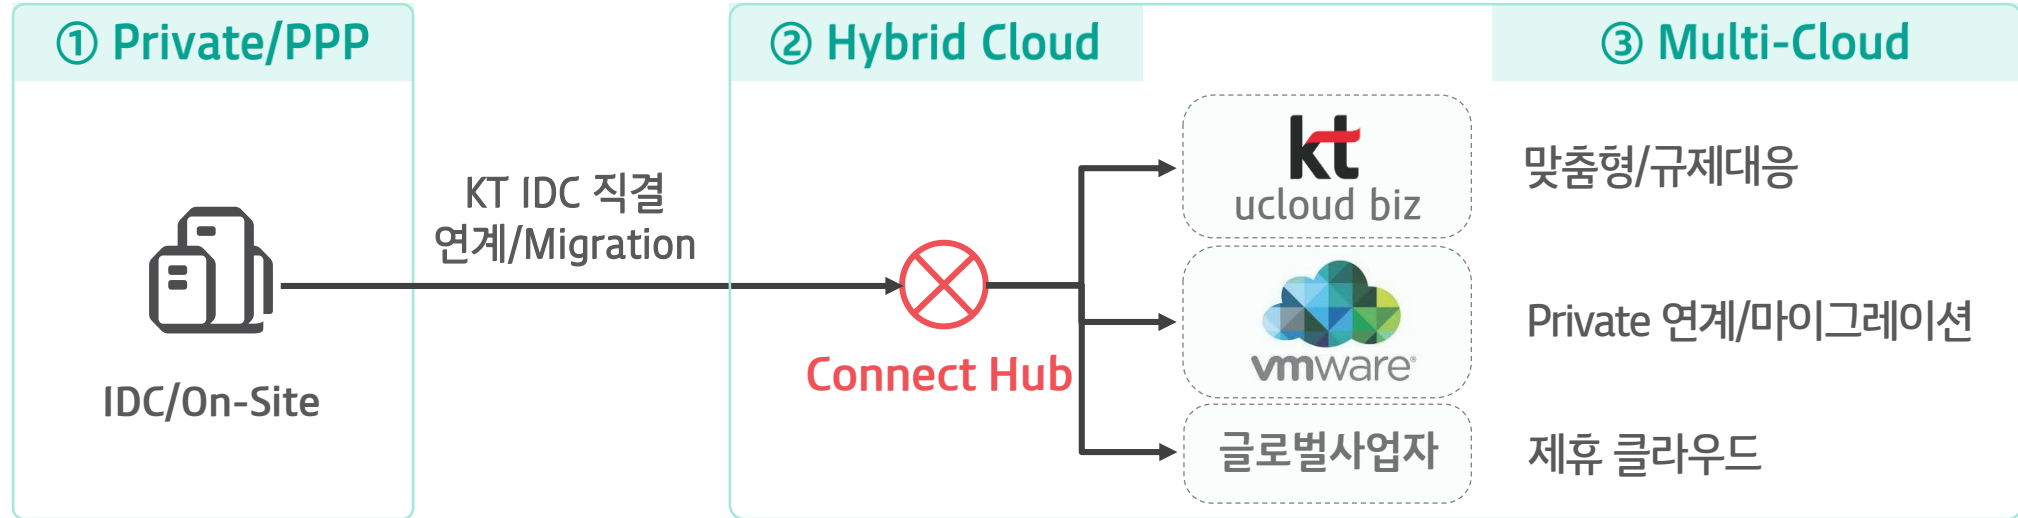 ① Private/PPP
IDC/On-Site
KT IDC 직결
연계/Migration
② Hybrid Cloud
Connect Hub
③ Multi-Cloud
kt
ucloud biz
맞춤형/규제대응
vmware®
Private 연계/마이그레이션
글로벌사업자
제휴 클라우드